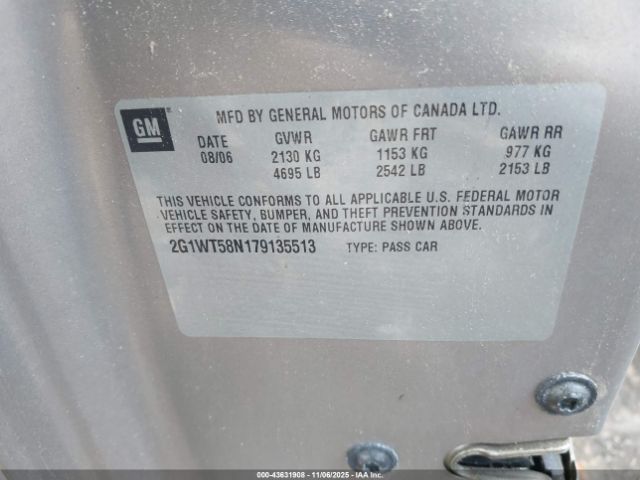 GM
MFD BY GENERAL MOTORS OF CANADA LTD.
DATE GVWR GAWR FRT GAWR RR
08/06 2130 KG 1153 KG 977 KG
4695 LB 2542 LB 2153 LB
THIS VEHICLE CONFORMS TO ALL APPLICABLE U.S. FEDERAL MOTOR
VEHICLE SAFETY, BUMPER, AND THEFT PREVENTION STANDARDS IN
EFFECT ON THE DATE OF MANUFACTURE SHOWN ABOVE.
2G1WT58N179135513 TYPE: PASS CAR
000-43631908 - 11/06/2025 - IAA Inc.